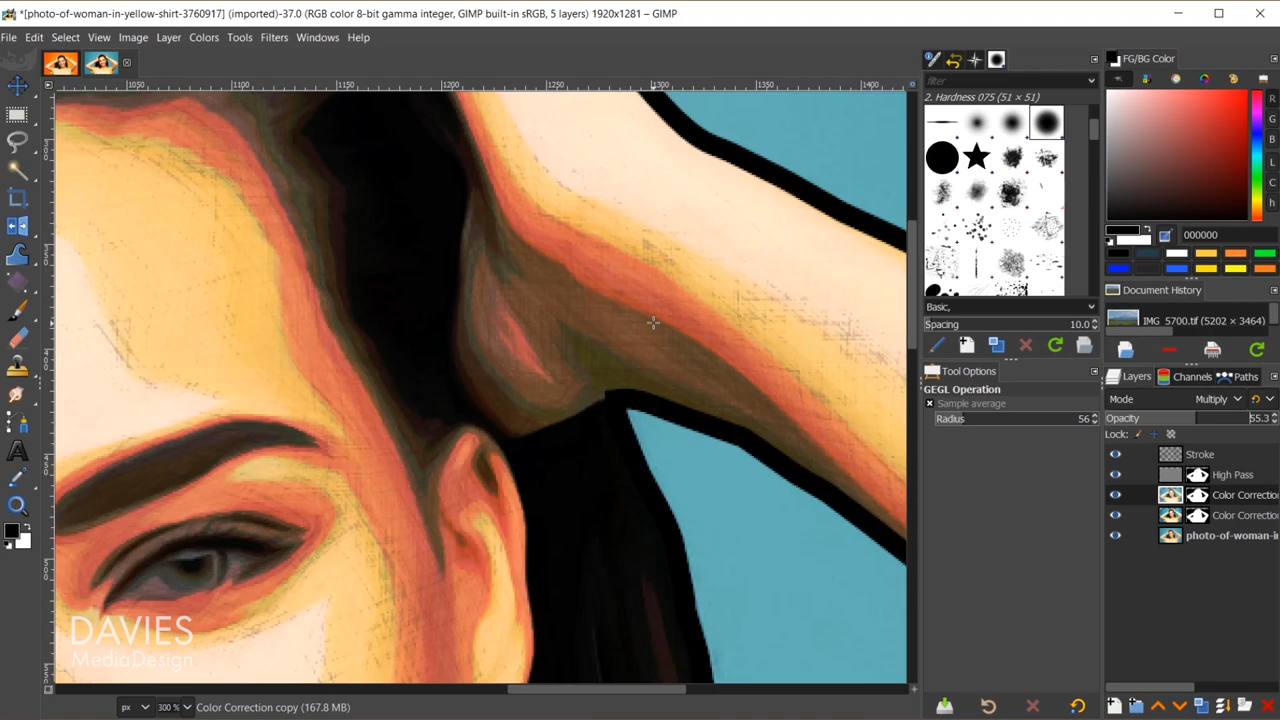 *[photo-of-woman-in-yellow-shirt-3760917] (imported)-37.0 (RGB color 8-bit gamma integer, GIMP built-in sRGB, 5 layers) 1920x1281 – GIMP
File Edit Select View Image Layer Colors Tools Filters Windows Help
1050 1100 1150 1200 1250 1300 1350 1400
filter
2. Hardness 075 (51 × 51)
Basic,
Spacing 10.0
Tool Options
GEGL Operation
Sample average
Radius 56
FG/BG Color
R
G
B
L
C
h
000000
Document History
IMG_5700.tif (5202 × 3464)
Layers Channels Paths
Mode Multiply
Opacity 55.3
Lock:
Stroke
High Pass
Color Correction
Color Correctio
photo-of-woman-in
DAVIES
MediaDesign
px 300 % Color Correction copy (167.8 MB)